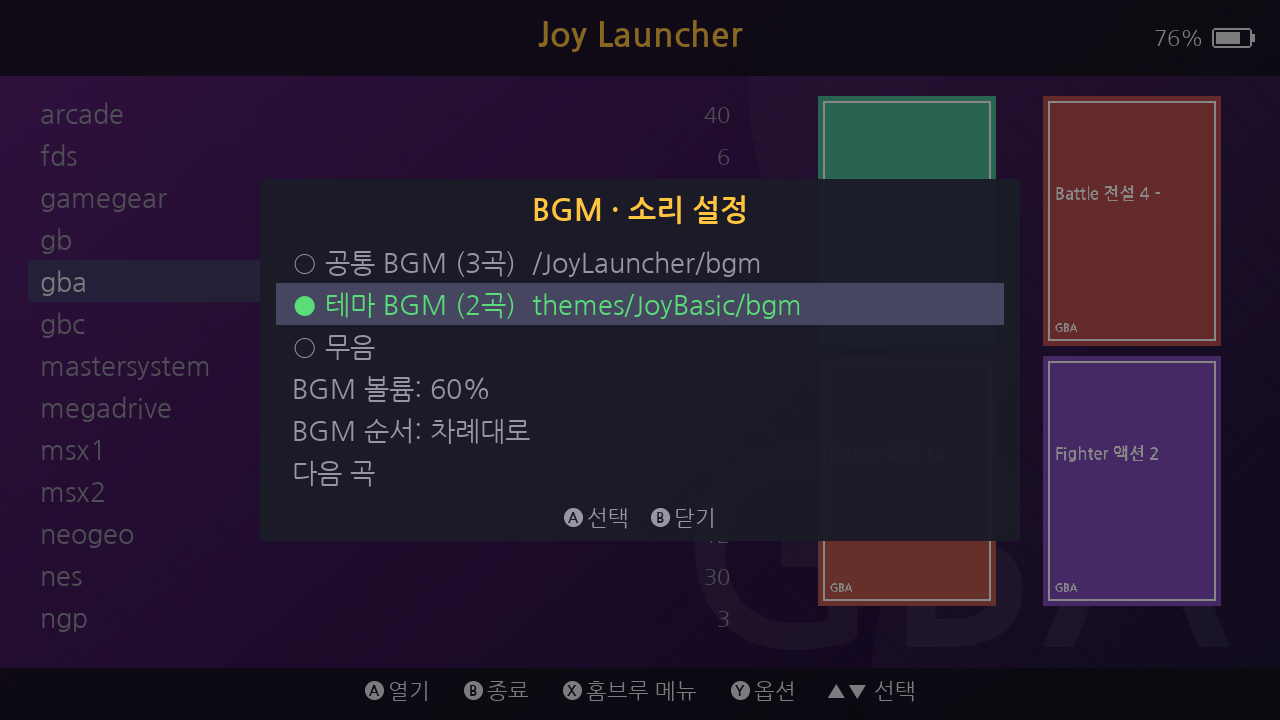 Joy Launcher
76%
arcade 40
fds 6
gamegear
gb
gba
gbc
mastersystem
megadrive
msx1
msx2
neogeo
nes 30
ngp 3
BGM · 소리 설정
○ 공통 BGM (3곡) /JoyLauncher/bgm
● 테마 BGM (2곡) themes/JoyBasic/bgm
○ 무음
BGM 볼륨: 60%
BGM 순서: 차례대로
다음 곡
A 선택 B 닫기
Battle 전설 4 -
GBA
Fighter 액션 2
GBA
GBA
GBA
A 열기 B 종료 X 홈브루 메뉴 Y 옵션 ▲▼ 선택